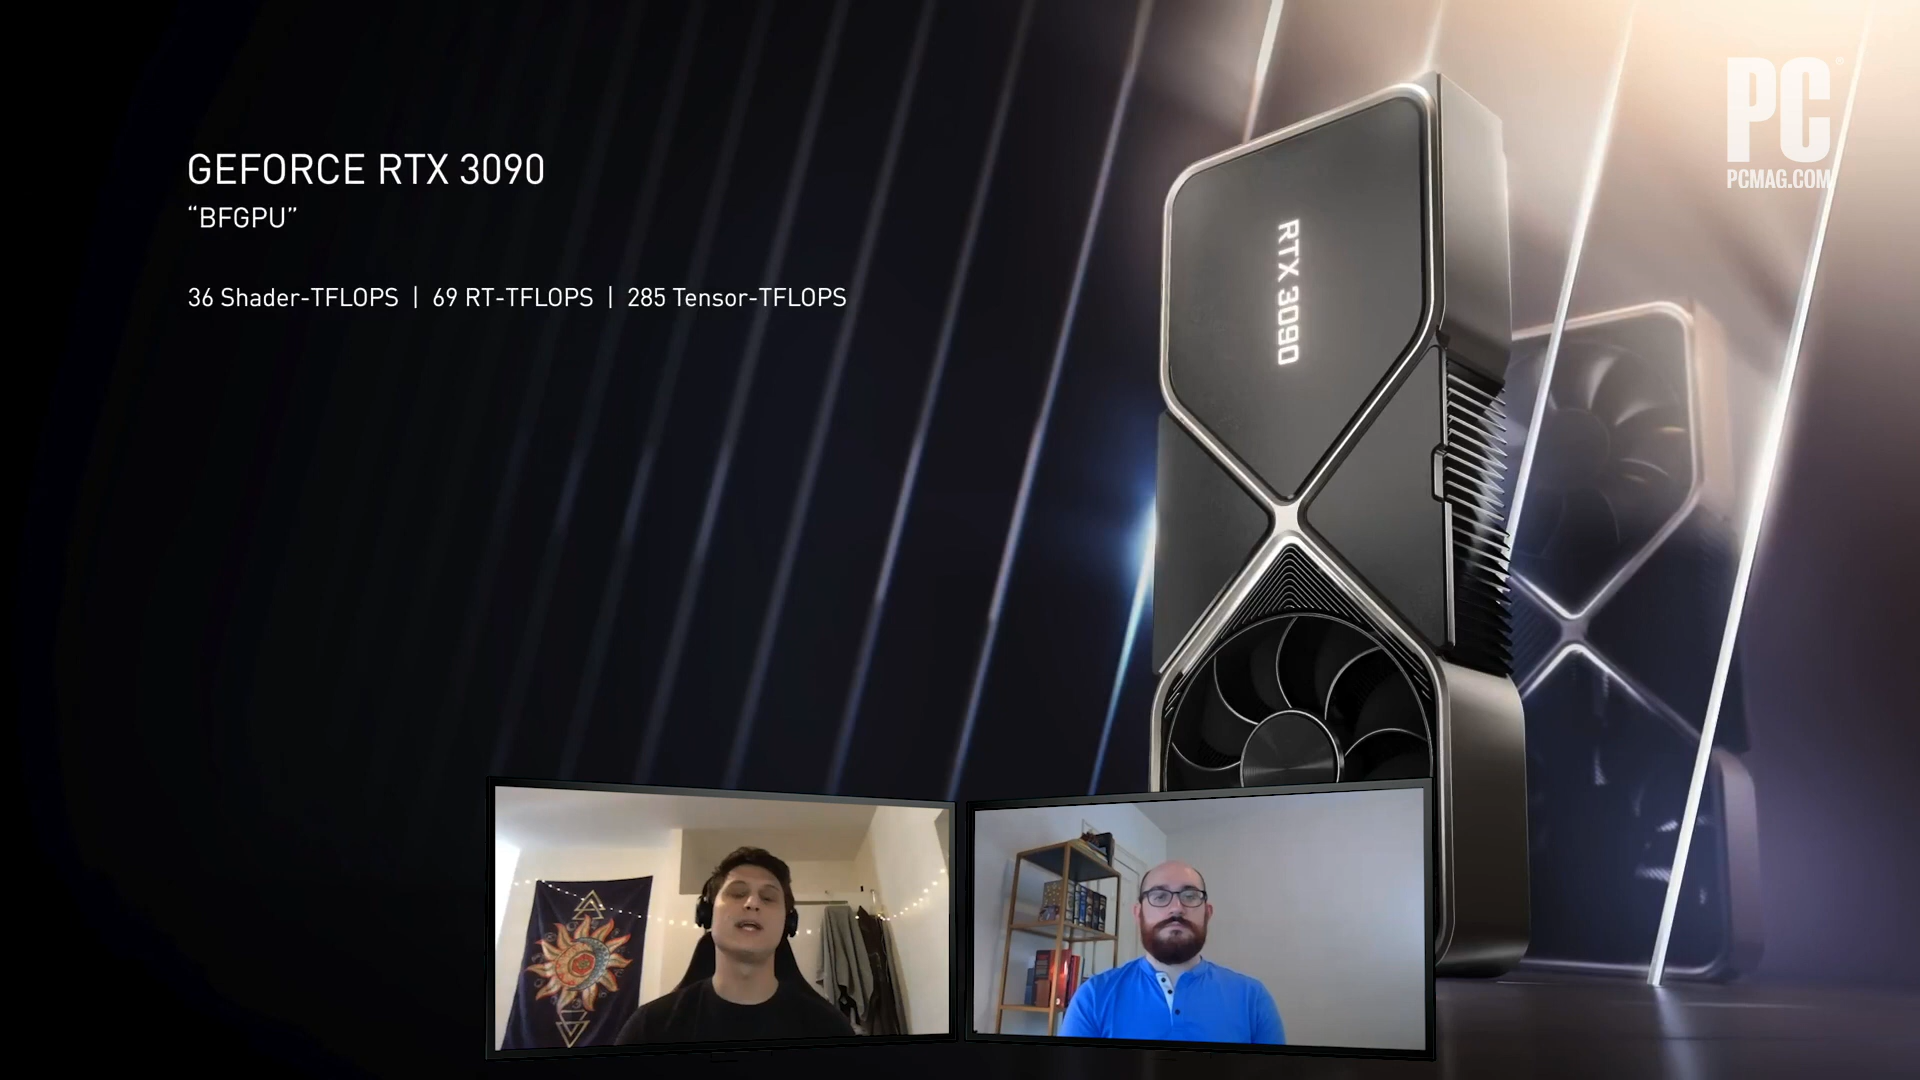 GEFORCE RTX 3090
“BFGPU”
36 Shader-TFLOPS | 69 RT-TFLOPS | 285 Tensor-TFLOPS
RTX 3090
PC
PCMAG.COM